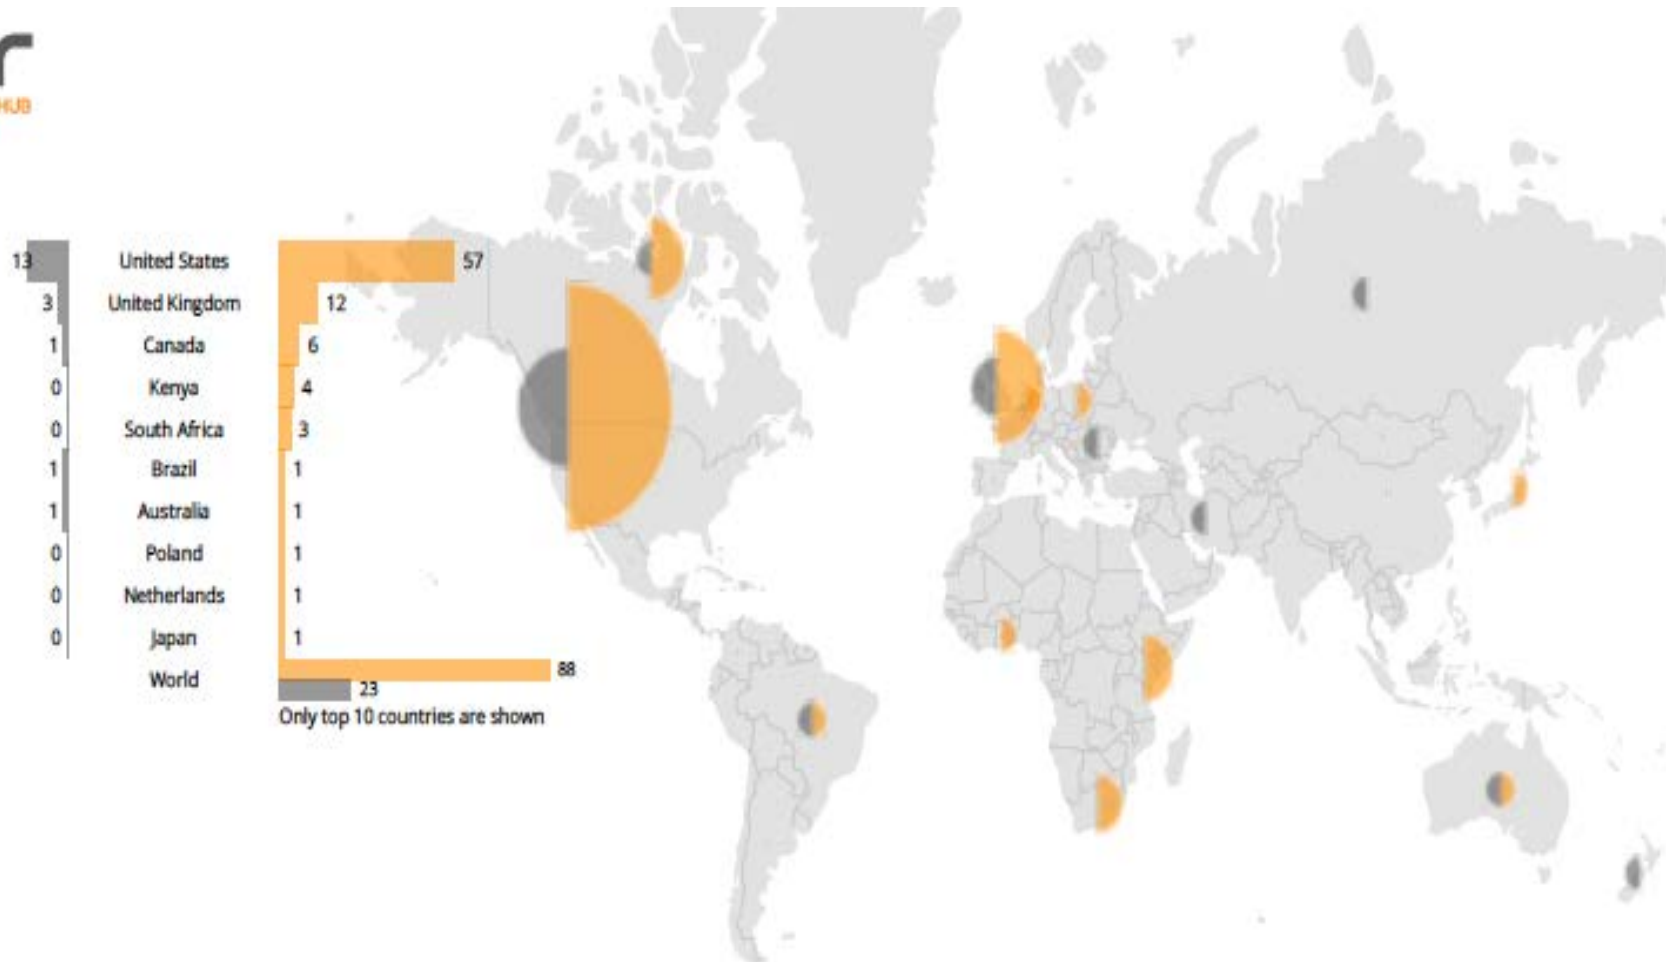 r
HUB
13 United States 57
3 United Kingdom 12
1 Canada 6
0 Kenya 4
0 South Africa 3
1 Brazil 1
1 Australia 1
0 Poland 1
0 Netherlands 1
0 Japan 1
World 88
23
Only top 10 countries are shown